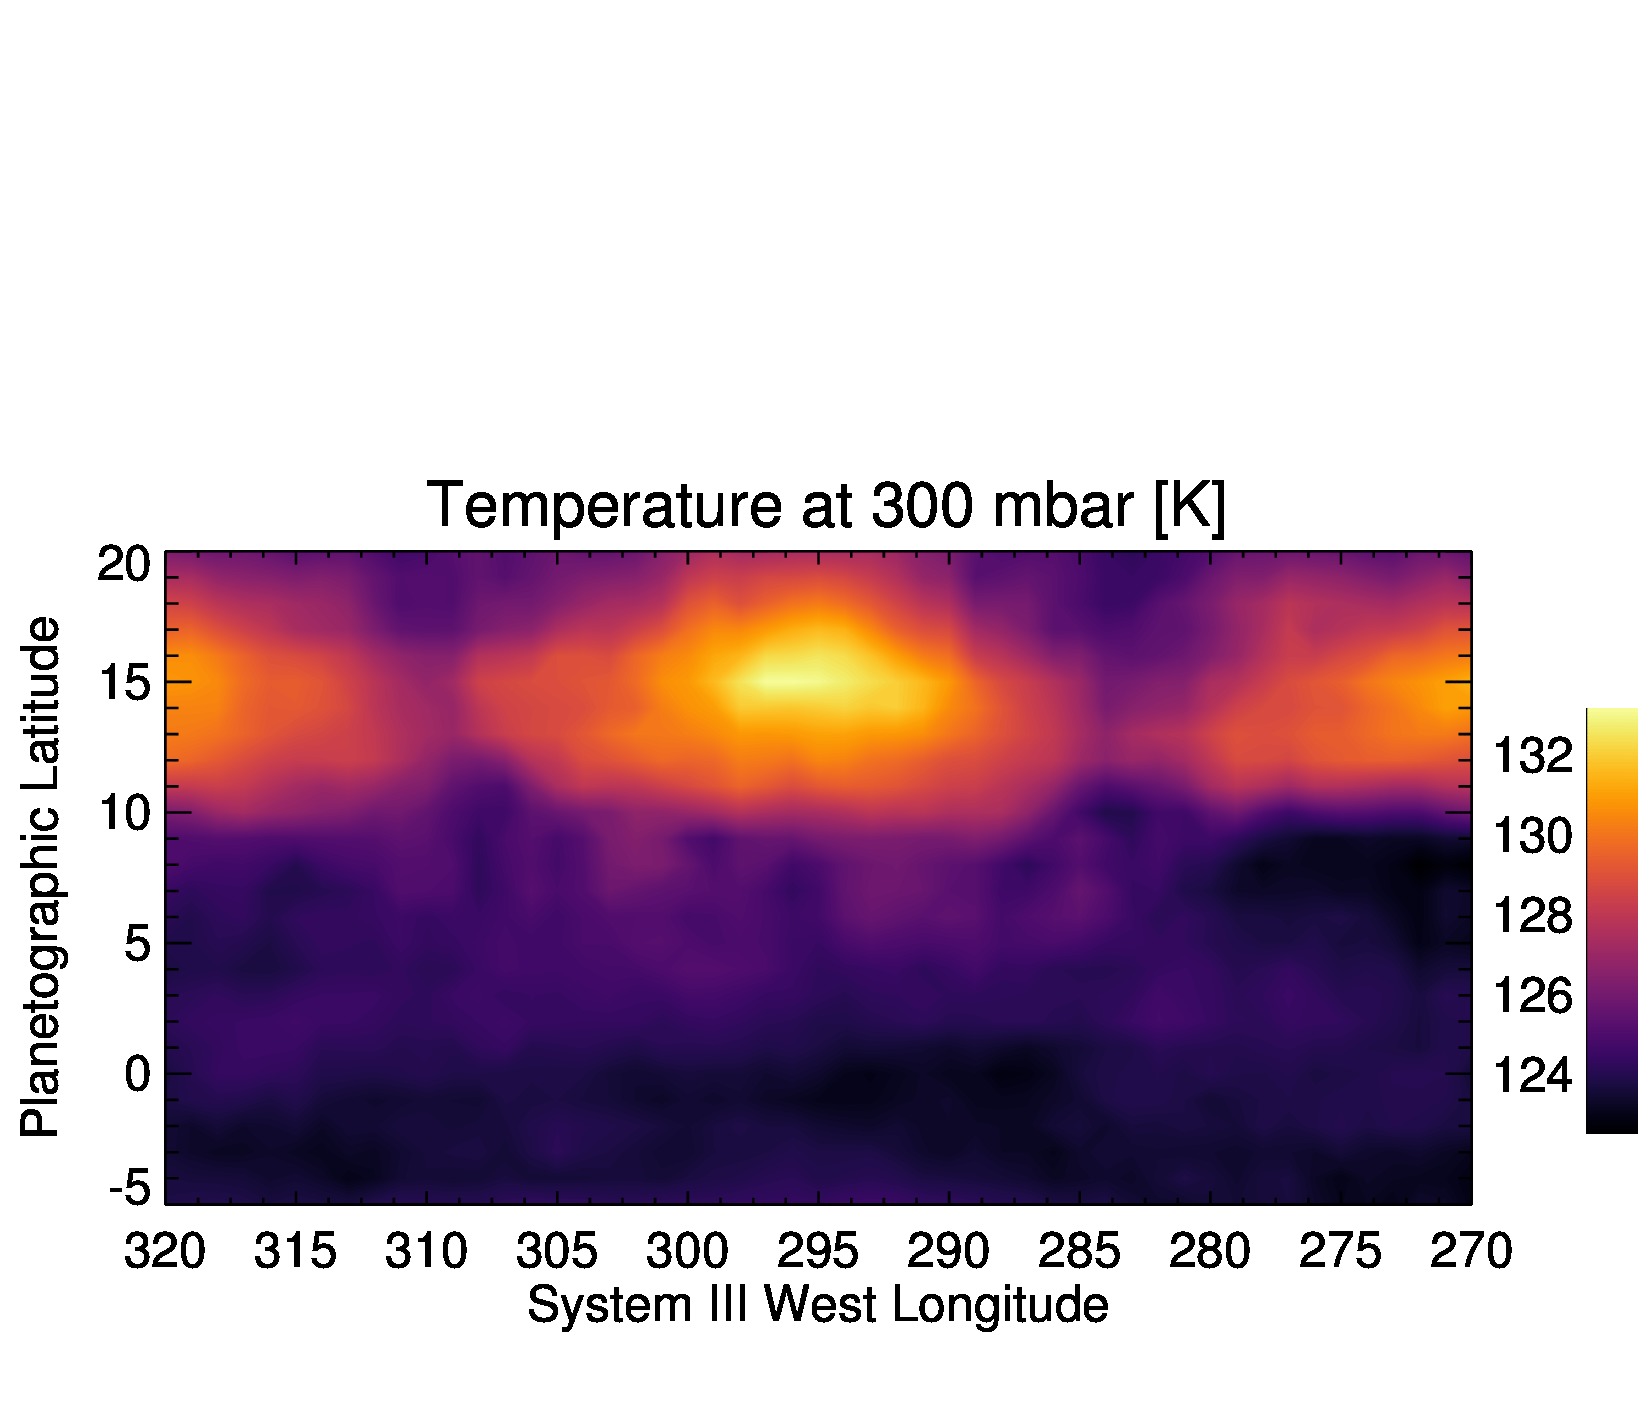 Temperature at 300 mbar [K]
20
15
10
5
0
-5
Planetographic Latitude
320 315 310 305 300 295 290 285 280 275 270
System III West Longitude
132
130
128
126
124